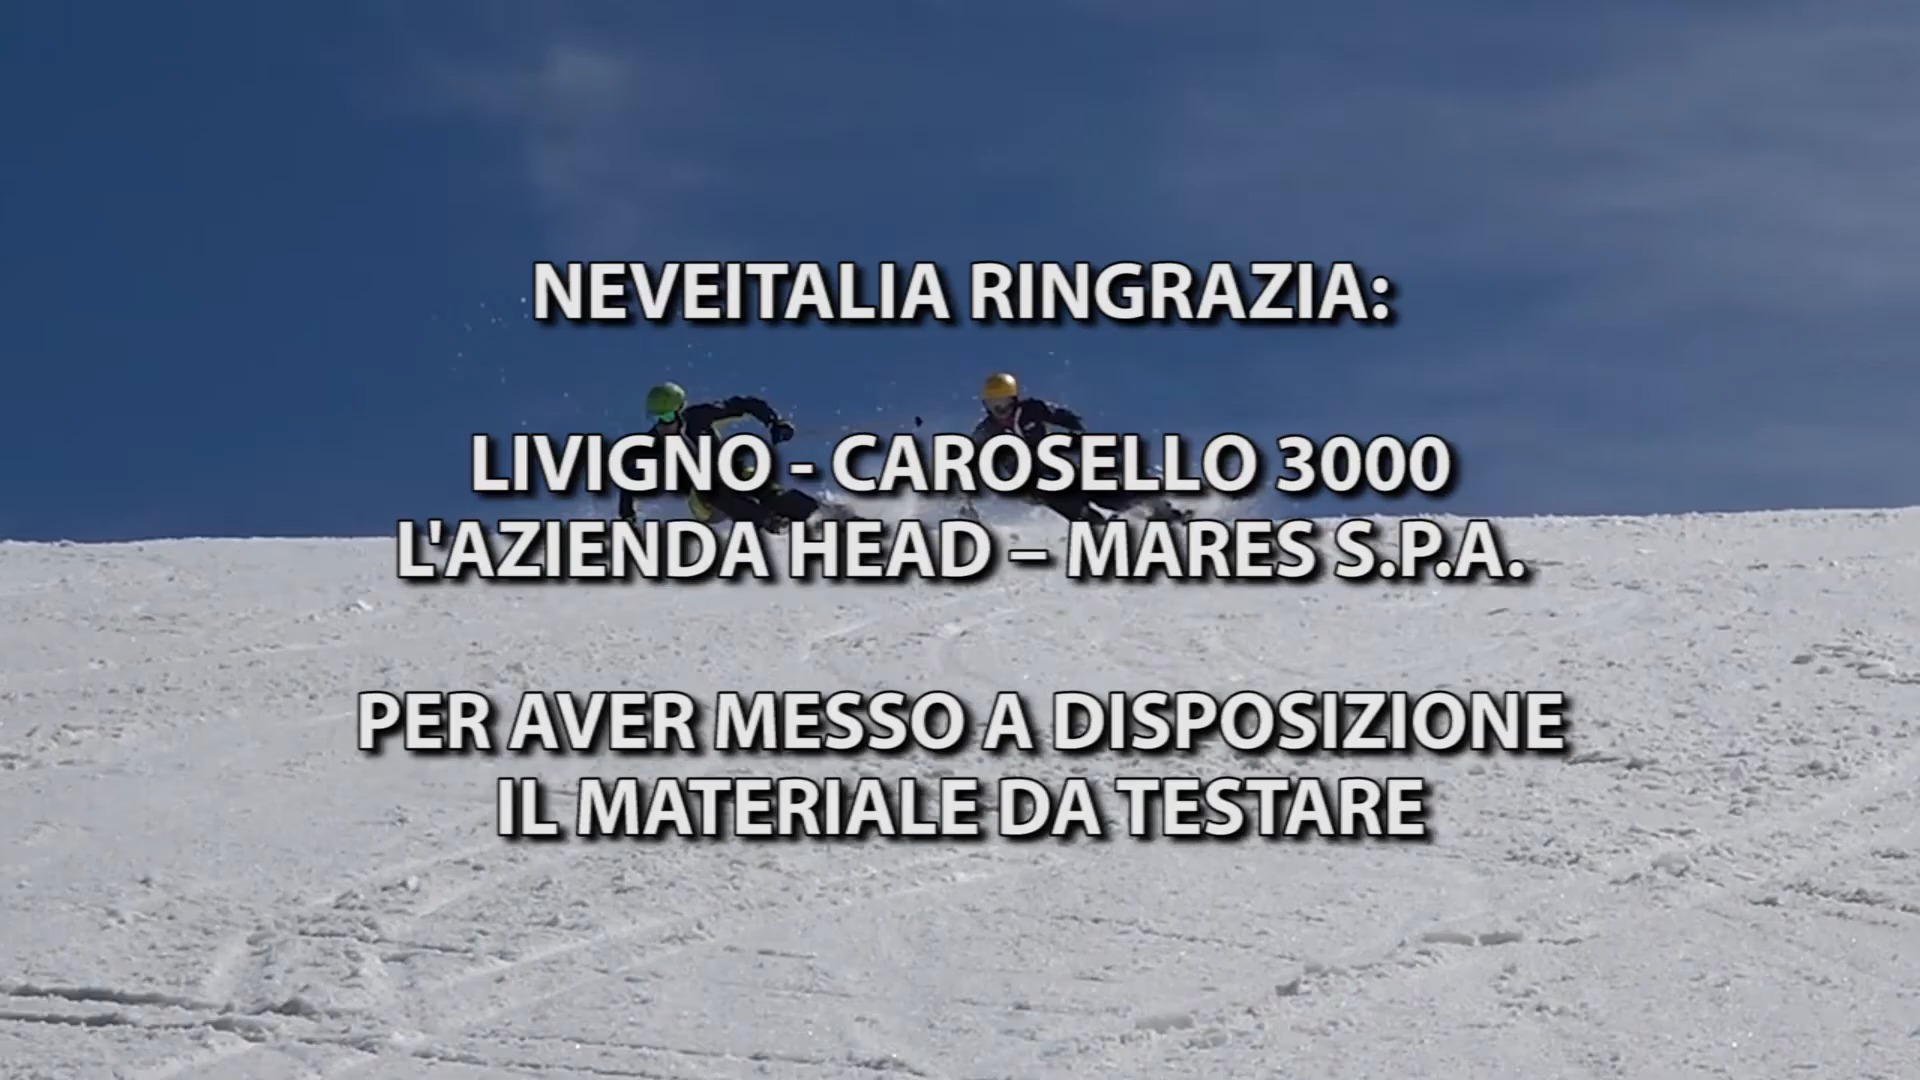 NEVEITALIA RINGRAZIA:
LIVIGNO - CAROSELLO 3000
L'AZIENDA HEAD – MARES S.P.A.
PER AVER MESSO A DISPOSIZIONE
IL MATERIALE DA TESTARE